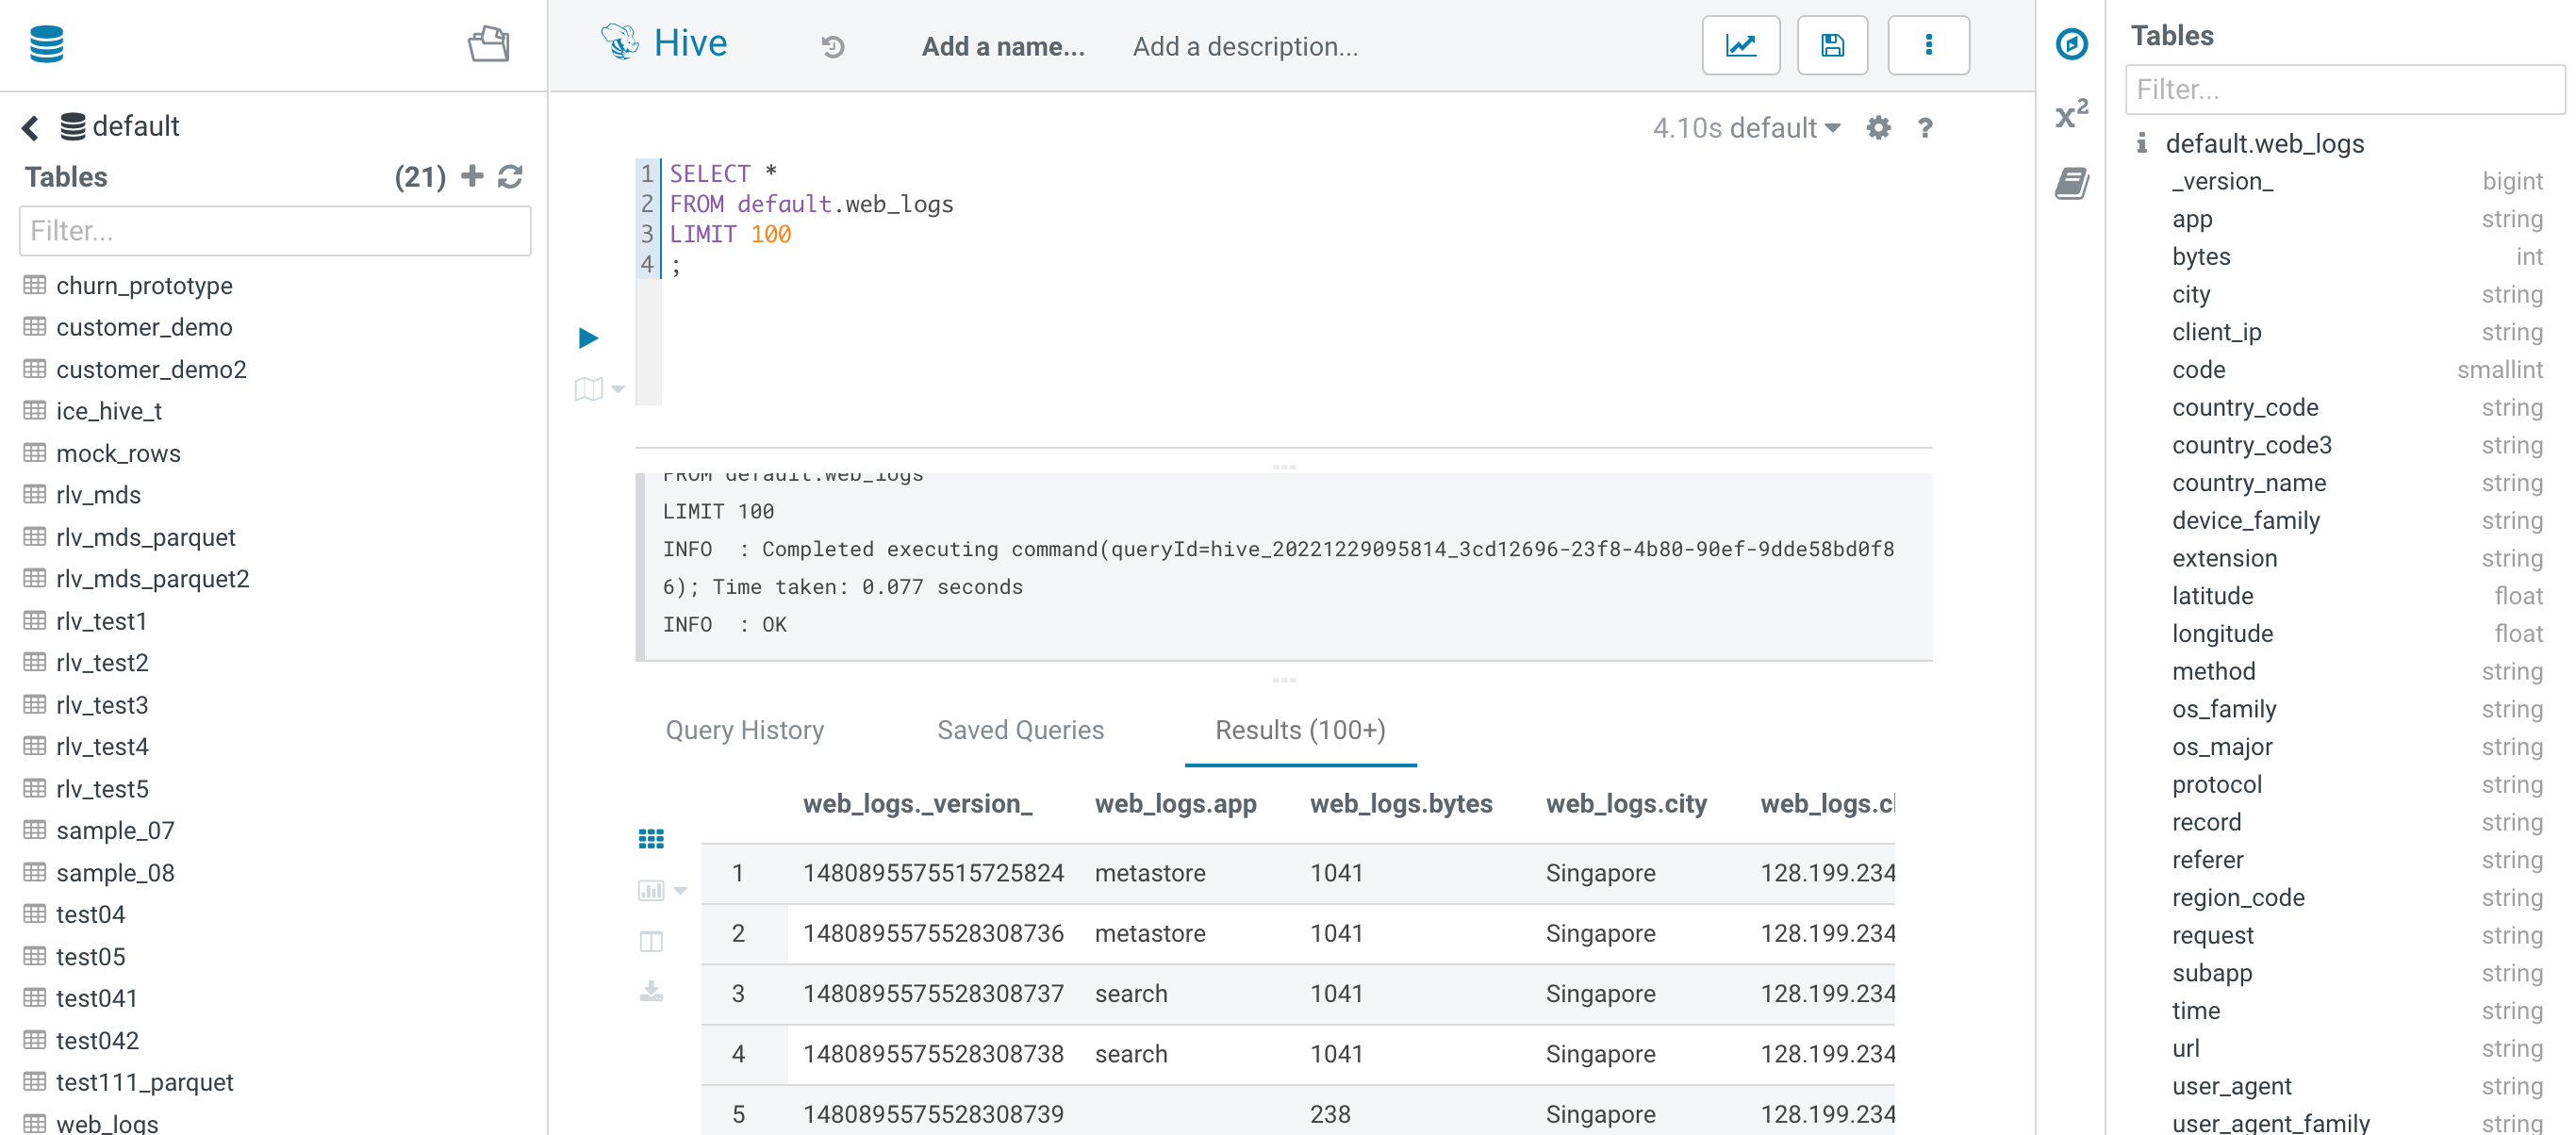 default
Tables (21)
Filter...
churn_prototype
customer_demo
customer_demo2
ice_hive_t
mock_rows
rlv_mds
rlv_mds_parquet
rlv_mds_parquet2
rlv_test1
rlv_test2
rlv_test3
rlv_test4
rlv_test5
sample_07
sample_08
test04
test05
test041
test042
test111_parquet
web_logs
Hive Add a name... Add a description...
4.10s default ?
1 SELECT *
2 FROM default.web_logs
3 LIMIT 100
4 ;
FROM default.web_logs
LIMIT 100
INFO : Completed executing command(queryId=hive_20221229095814_3cd12696-23f8-4b80-90ef-9dde58bd0f8
6); Time taken: 0.077 seconds
INFO : OK
Query History Saved Queries Results (100+)
web_logs._version_ web_logs.app web_logs.bytes web_logs.city web_logs.cl
1 1480895575515725824 metastore 1041 Singapore 128.199.234
2 1480895575528308736 metastore 1041 Singapore 128.199.234
3 1480895575528308737 search 1041 Singapore 128.199.234
4 1480895575528308738 search 1041 Singapore 128.199.234
5 1480895575528308739 238 Singapore 128.199.234
x²
Tables
Filter...
default.web_logs
_version_ bigint
app string
bytes int
city string
client_ip string
code smallint
country_code string
country_code3 string
country_name string
device_family string
extension string
latitude float
longitude float
method string
os_family string
os_major string
protocol string
record string
referer string
region_code string
request string
subapp string
time string
url string
user_agent string
user_agent_family string